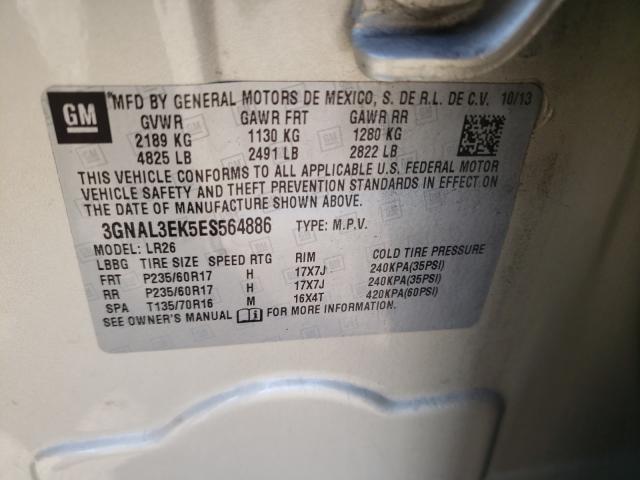 GM
"MFD BY GENERAL MOTORS DE MEXICO, S. DE R.L. DE C.V. 10/13
GVWR GAWR FRT GAWR RR
2189 KG 1130 KG 1280 KG
4825 LB 2491 LB 2822 LB
THIS VEHICLE CONFORMS TO ALL APPLICABLE U.S. FEDERAL MOTOR
VEHICLE SAFETY AND THEFT PREVENTION STANDARDS IN EFFECT ON
THE DATE OF MANUFACTURE SHOWN ABOVE.
3GNAL3EK5ES564886 TYPE: M.P.V.
MODEL: LR26
LBBG TIRE SIZE SPEED RTG RIM COLD TIRE PRESSURE
FRT P235/60R17 H 17X7J 240KPA(35PSI)
RR P235/60R17 H 17X7J 240KPA(35PSI)
SPA T135/70R16 M 16X4T 420KPA(60PSI)
SEE OWNER'S MANUAL FOR MORE INFORMATION.